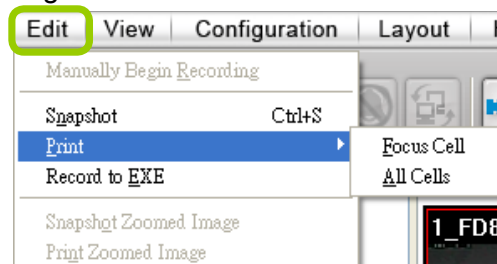 Edit View Configuration Layout
Manually Begin Recording
Snapshot Ctrl+S
Print
Focus Cell
Record to EXE
All Cells
Snapshot Zoomed Image
1_FD8
Print Zoomed Image